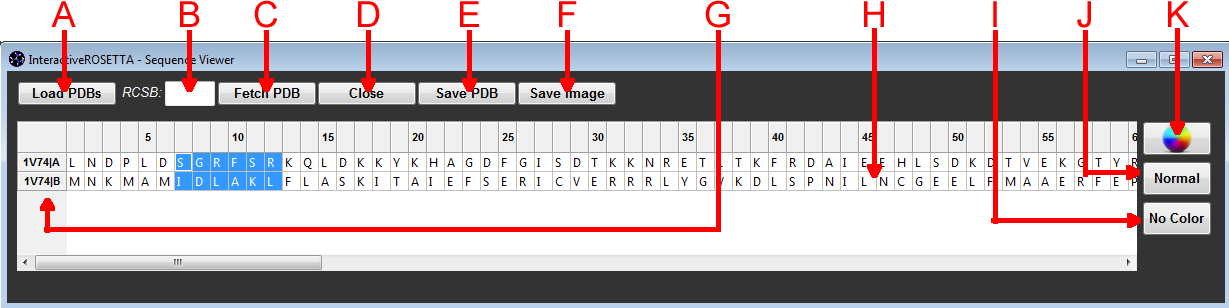 A B C D E F G H I J K
InteractiveROSETTA - Sequence Viewer
Load PDBs RCSB: Fetch PDB Close Save PDB Save Image
5 10 15 20 25 30 35 40 45 50 55 6
1V74|A L N D P L D S G R F S R K Q L D K K Y K H A G D F G I S D T K K N R E T L T K F R D A I E E H L S D K D T V E K G T Y R
1V74|B M N K M A M I D L A K L F L A S K I T A I E F S E R I C V E R R R L Y G V K D L S P N I L N C G E E L F M A A E R F E P
Normal
No Color